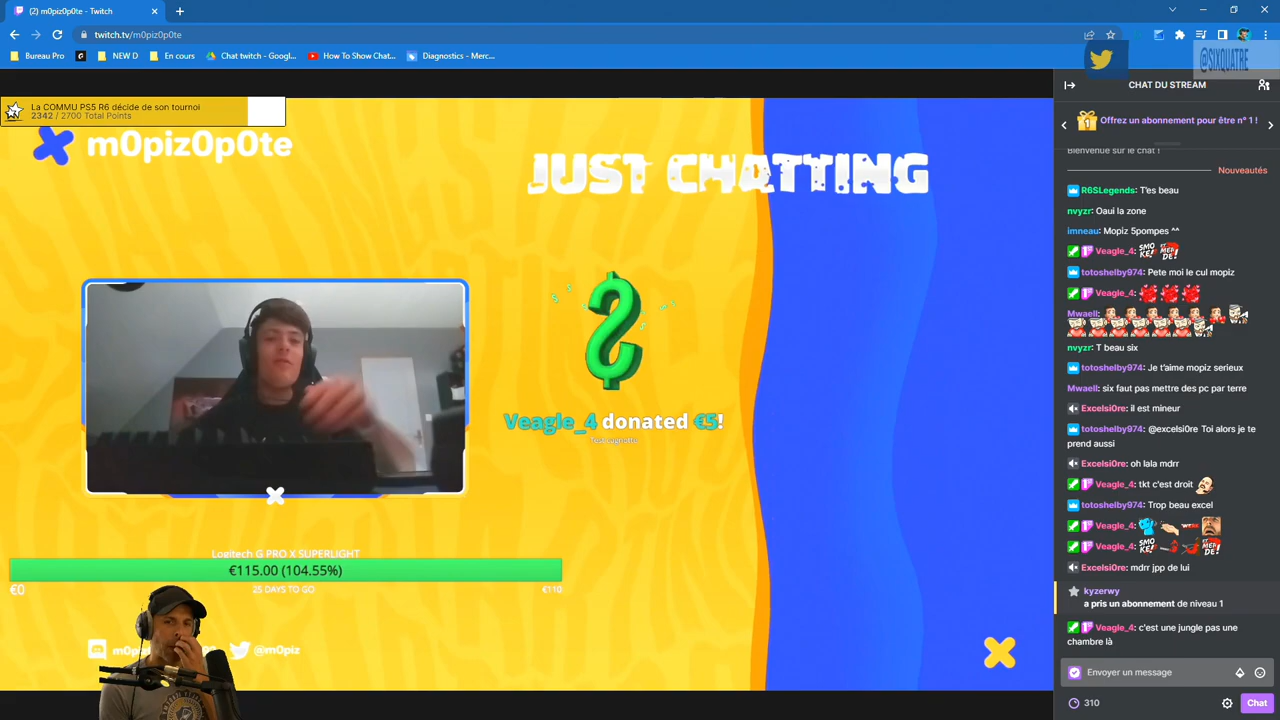 (2) m0piz0p0te - Twitch
twitch.tv/m0piz0p0te
Bureau Pro
NEW D
En cours
Chat twitch - Googl...
How To Show Chat...
Diagnostics - Merc...
@SIXQUATRE
La COMMU PS5 R6 décide de son tournoi
2342 / 2700 Total Points
m0piz0p0te
JUST CHATTING
Veagle_4 donated €5!
Logitech G PRO X SUPERLIGHT
€115.00 (104.55%)
€0
25 DAYS TO GO
€110
@m0piz
CHAT DU STREAM
Offrez un abonnement pour être n° 1 !
Bienvenue sur le chat !
Nouveautés
R6SLegends: T'es beau
nvyzr: Oaui la zone
imneau: Mopiz 5pompes ^^
Veagle_4: SMOKE! ET MERDE!
totoshelby974: Pete moi le cul mopiz
Veagle_4:
Mwaell:
nvyzr: T beau six
totoshelby974: Je t'aime mopiz serieux
Mwaell: six faut pas mettre des pc par terre
Excelsi0re: il est mineur
totoshelby974: @excelsi0re Toi alors je te
prend aussi
Excelsi0re: oh lala mdrr
Veagle_4: tkt c'est droit
totoshelby974: Trop beau excel
Veagle_4:
Veagle_4: SMOKE! ET MERDE!
Excelsi0re: mdrr jpp de lui
kyzerwy
a pris un abonnement de niveau 1
Veagle_4: c'est une jungle pas une
chambre là
Envoyer un message
310
Chat